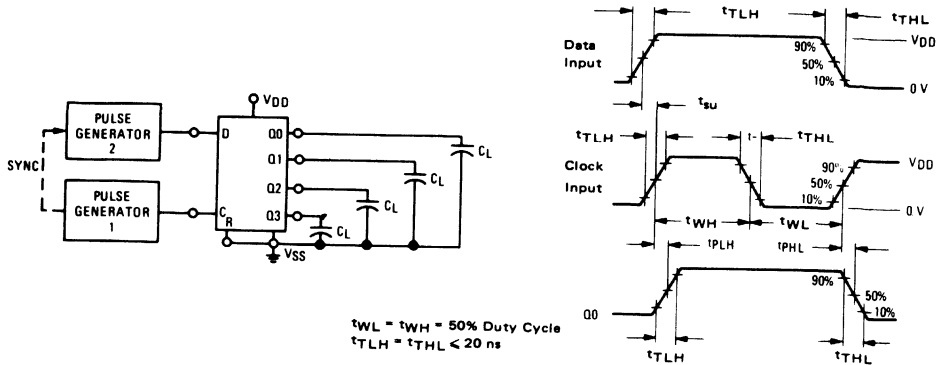 PULSE
GENERATOR
2
SYNC
PULSE
GENERATOR
1
VDD
D
C
R
Q0
Q1
Q2
Q3
CL
CL
CL
CL
VSS
tWL = tWH = 50% Duty Cycle
tTLH = tTHL ≤ 20 ns
tTLH
tTHL
Data
Input
90%
50%
10%
VDD
0 V
tsu
tTLH
t-
tTHL
Clock
Input
90%
50%
10%
VDD
0 V
tWH
tWL
tPLH
tPHL
Q0
90%
50%
10%
tTLH
tTHL